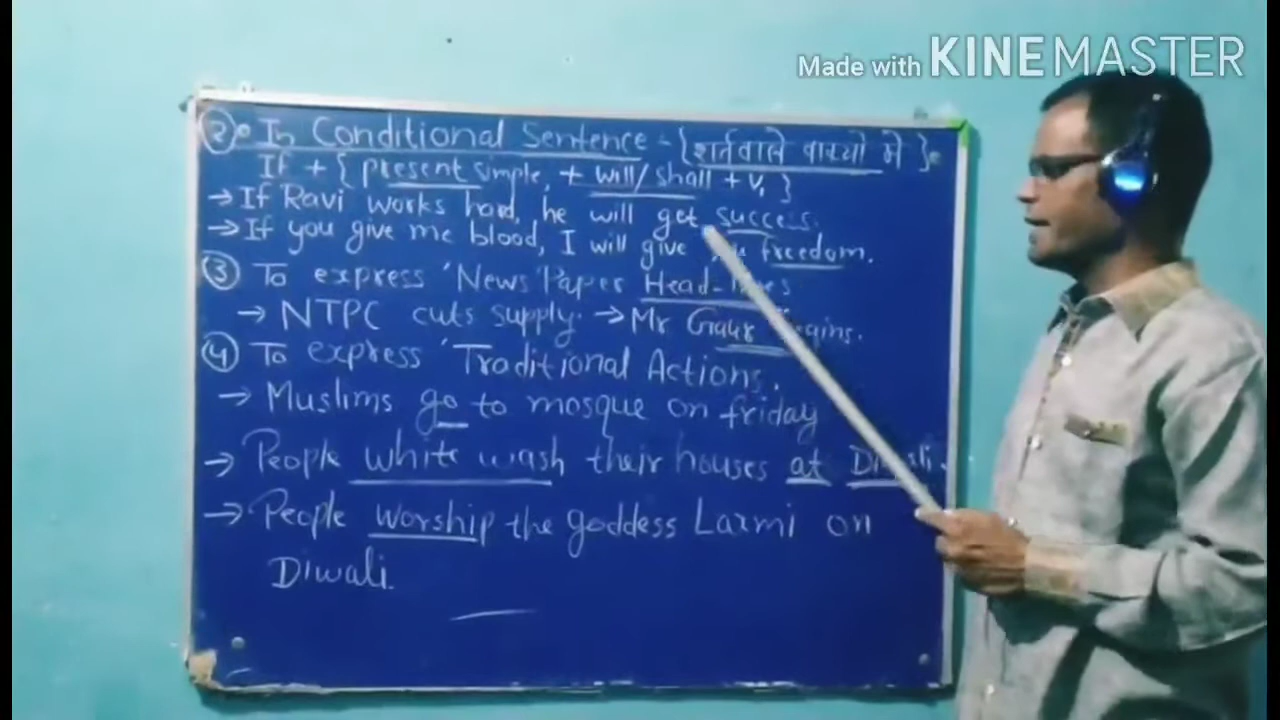 Made with KINEMASTER
② In Conditional Sentence - {शर्तवाले वाक्यो मे}
If + { present simple, + will/shall + V₁ }
→ If Ravi works hard, he will get success.
→ If you give me blood, I will give freedom.
③ To express 'News Paper Head-lines
→ NTPC cuts supply. → Mr Gaur
④ To express 'Traditional Actions.
→ Muslims go to mosque on friday
→ People white wash their houses at Diwali.
→ People worship the goddess Laxmi on
Diwali.